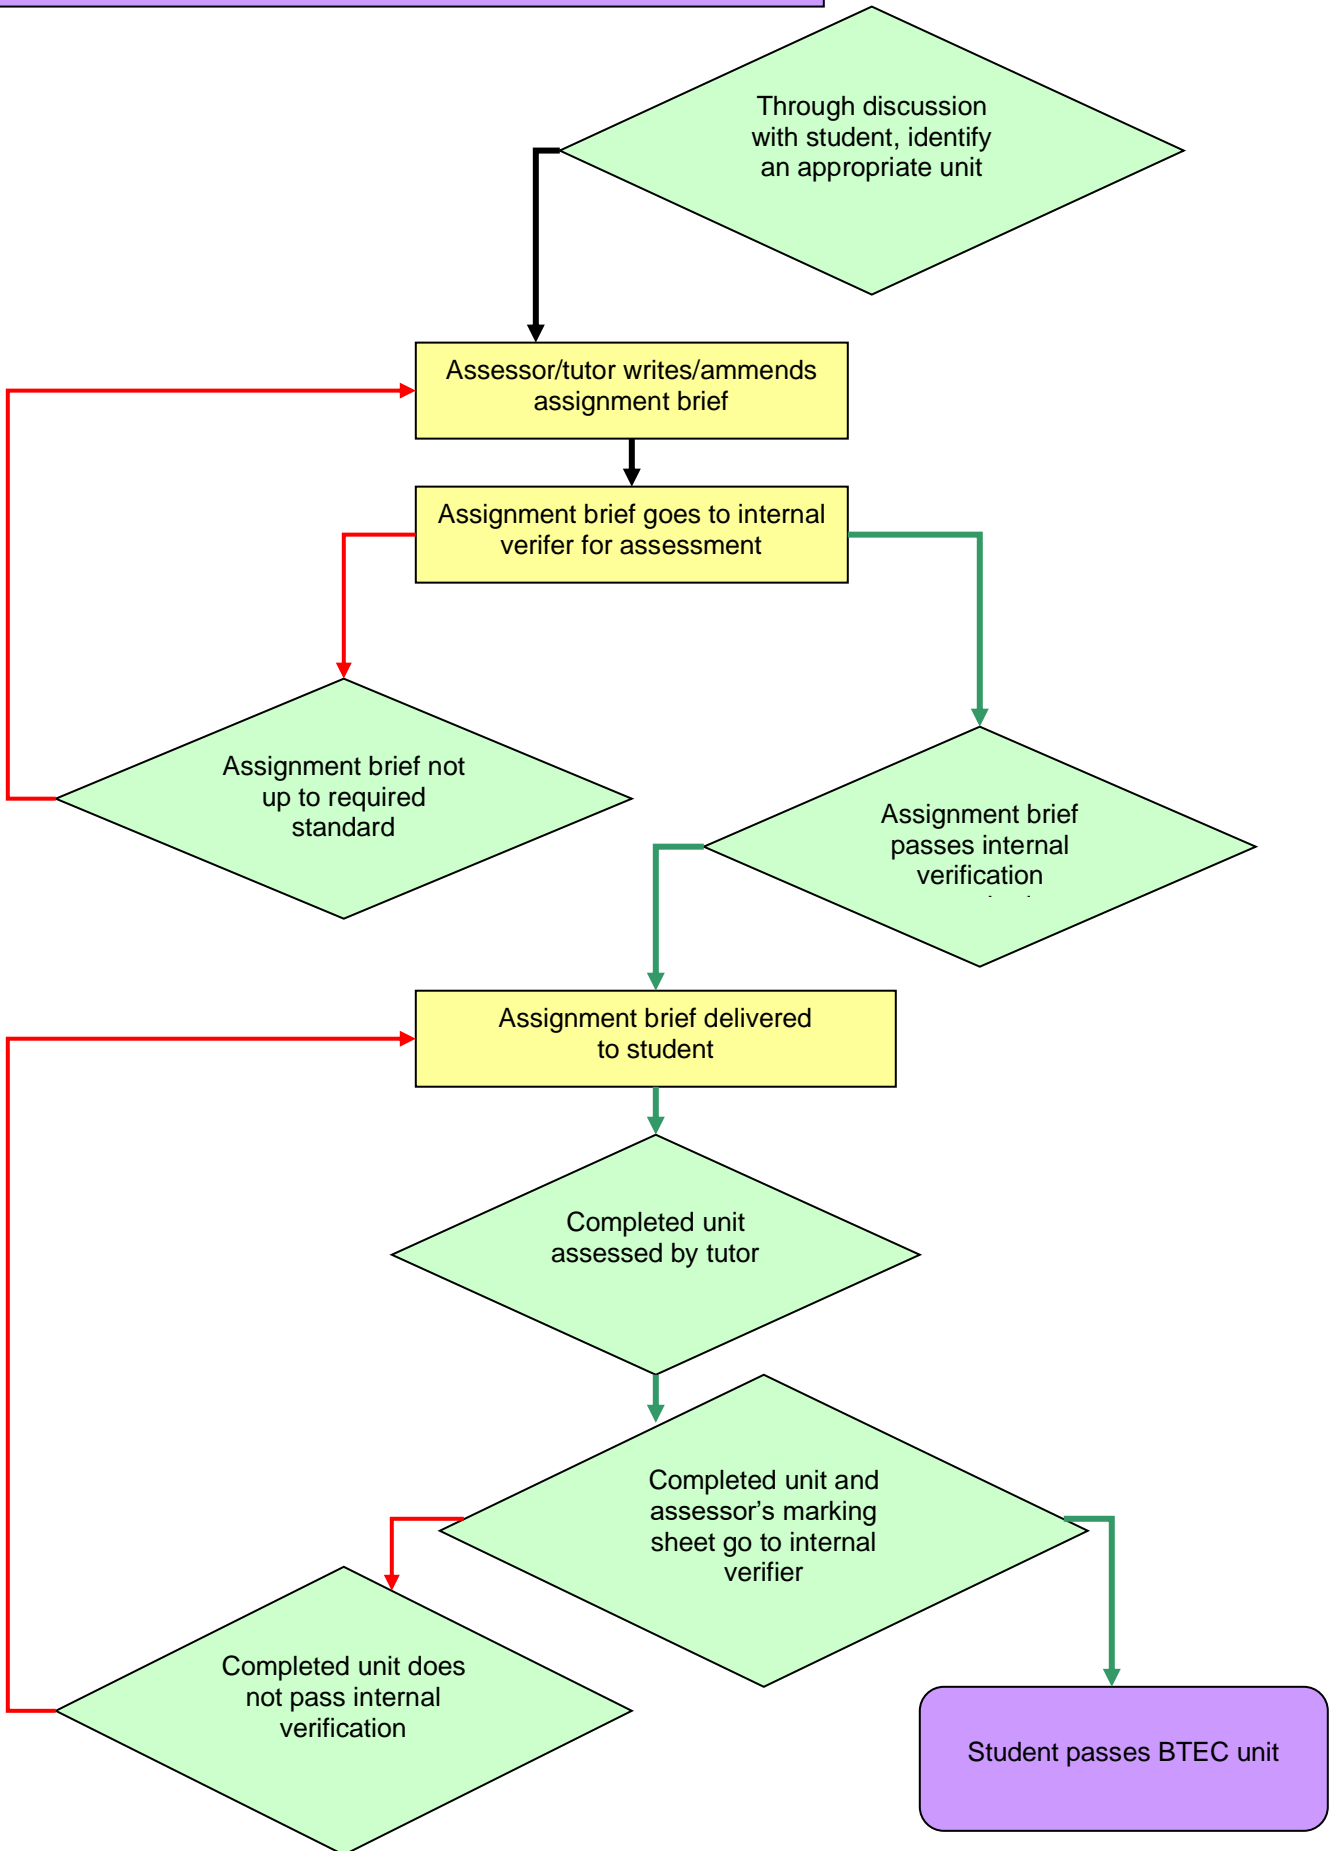 Through discussion
with student, identify
an appropriate unit
Assessor/tutor writes/ammends
assignment brief
Assignment brief goes to internal
verifer for assessment
Assignment brief not
up to required
standard
Assignment brief
passes internal
verification
Assignment brief delivered
to student
Completed unit
assessed by tutor
Completed unit and
assessor’s marking
sheet go to internal
verifier
Completed unit does
not pass internal
verification
Student passes BTEC unit